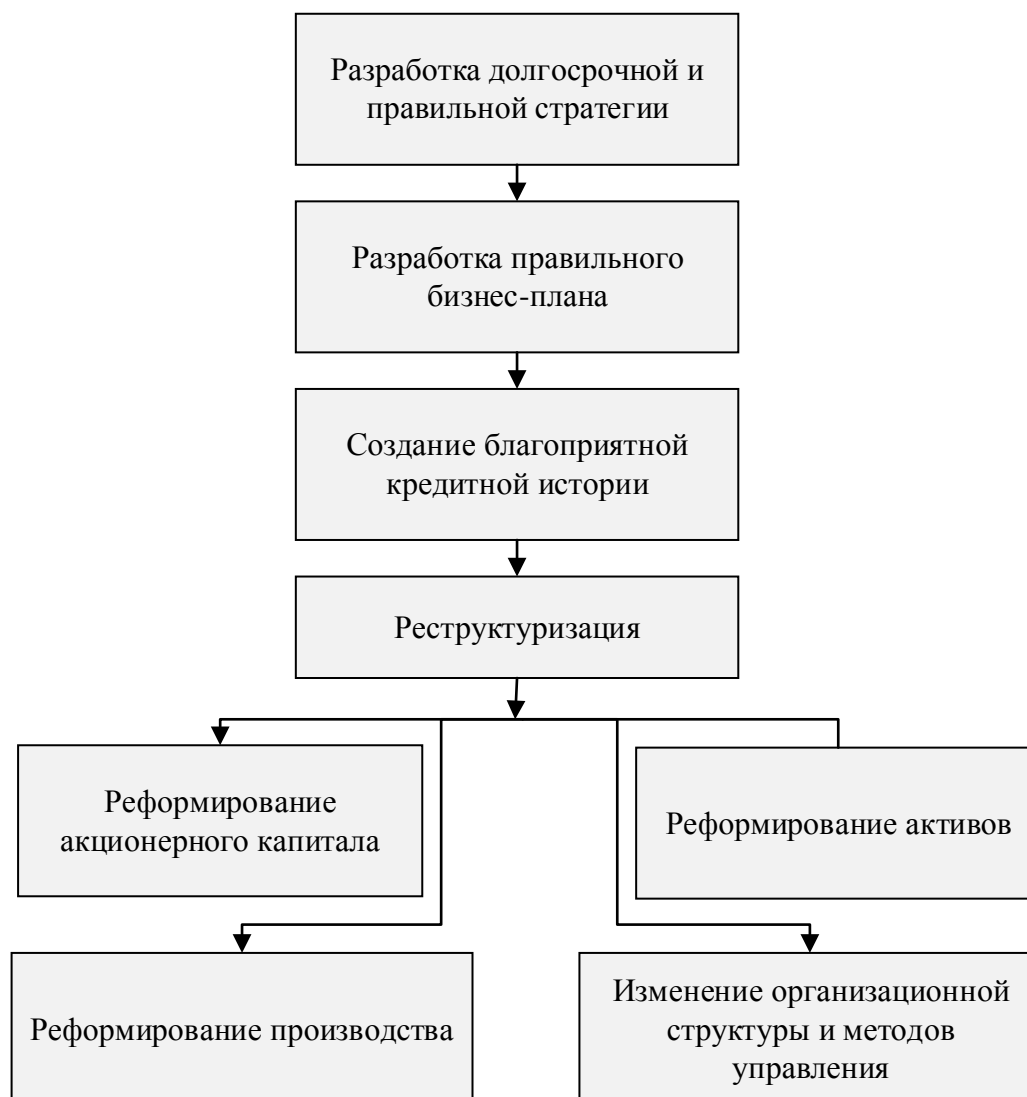 Разработка долгосрочной и
правильной стратегии
Разработка правильного
бизнес-плана
Создание благоприятной
кредитной истории
Реструктуризация
Реформирование
акционерного капитала
Реформирование активов
Реформирование производства
Изменение организационной
структуры и методов
управления